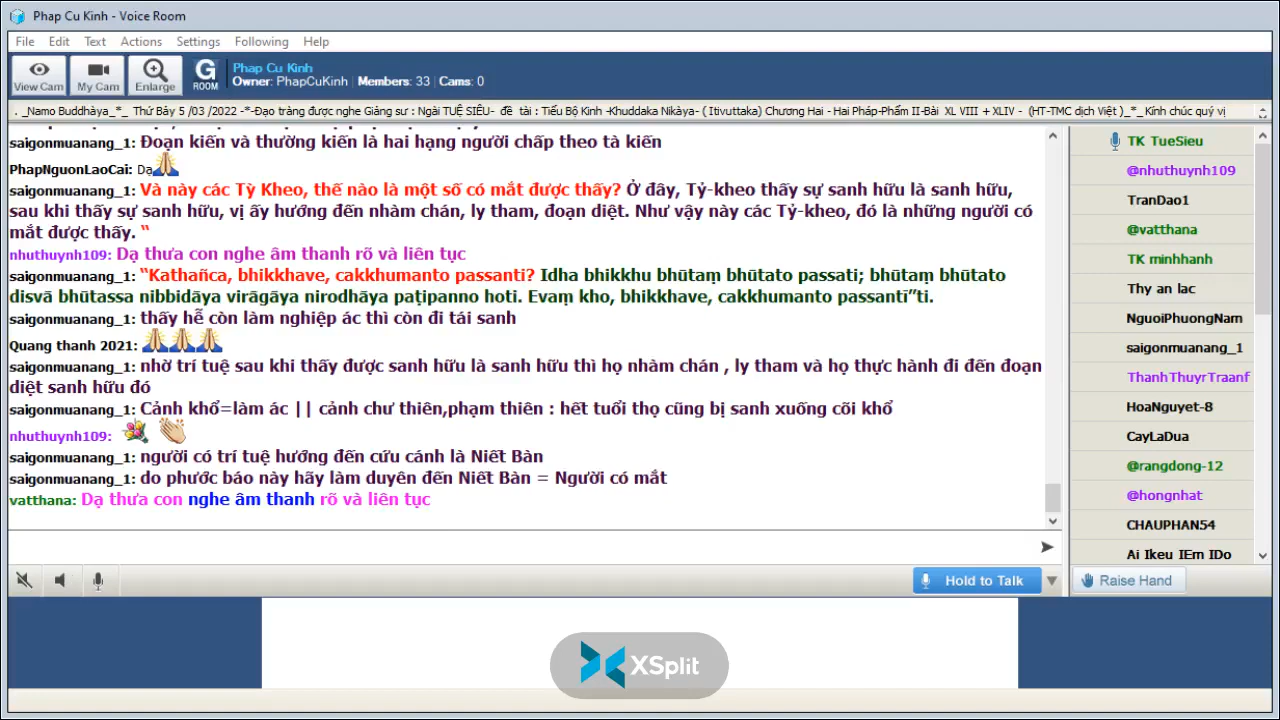 Phap Cu Kinh - Voice Room
File Edit Text Actions Settings Following Help
View Cam My Cam Enlarge G ROOM
Phap Cu Kinh
Owner: PhapCuKinh | Members: 33 | Cams: 0
. _Namo Buddhàya_*_ Thứ Bảy 5 /03 /2022 -*-Đạo tràng được nghe Giảng sư : Ngài TUỆ SIÊU- đề tài : Tiểu Bộ Kinh -Khuddaka Nikàya- ( Itivuttaka) Chương Hai - Hai Pháp-Phẩm II-Bài XL VIII + XLIV - (HT-TMC dịch Việt )_*_ Kính chúc quý vị
saigonmuanang_1: Đoạn kiến và thường kiến là hai hạng người chấp theo tà kiến
PhapNguonLaoCai: Dạ
saigonmuanang_1: Và này các Tỳ Kheo, thế nào là một số có mắt được thấy? Ở đây, Tỷ-kheo thấy sự sanh hữu là sanh hữu,
sau khi thấy sự sanh hữu, vị ấy hướng đến nhàm chán, ly tham, đoạn diệt. Như vậy này các Tỷ-kheo, đó là những người có
mắt được thấy. “
nhuthuynh109: Dạ thưa con nghe âm thanh rõ và liên tục
saigonmuanang_1: “Kathañca, bhikkhave, cakkhumanto passanti? Idha bhikkhu bhūtaṃ bhūtato passati; bhūtaṃ bhūtato
disvā bhūtassa nibbidāya virāgāya nirodhāya paṭipanno hoti. Evaṃ kho, bhikkhave, cakkhumanto passantī”ti.
saigonmuanang_1: thấy hễ còn làm nghiệp ác thì còn đi tái sanh
Quang thanh 2021:
saigonmuanang_1: nhờ trí tuệ sau khi thấy được sanh hữu là sanh hữu thì họ nhàm chán , ly tham và họ thực hành đi đến đoạn
diệt sanh hữu đó
saigonmuanang_1: Cảnh khổ=làm ác || cảnh chư thiên,phạm thiên : hết tuổi thọ cũng bị sanh xuống cõi khổ
nhuthuynh109:
saigonmuanang_1: người có trí tuệ hướng đến cứu cánh là Niết Bàn
saigonmuanang_1: do phước báo này hãy làm duyên đến Niết Bàn = Người có mắt
vatthana: Dạ thưa con nghe âm thanh rõ và liên tục
TK TueSieu
@nhuthuynh109
TranDao1
@vatthana
TK minhhanh
Thy an lac
NguoiPhuongNam
saigonmuanang_1
ThanhThuyrTraanf
HoaNguyet-8
CayLaDua
@rangdong-12
@hongnhat
CHAUPHAN54
Ai Ikeu IEm IDo
Hold to Talk
Raise Hand
XSplit